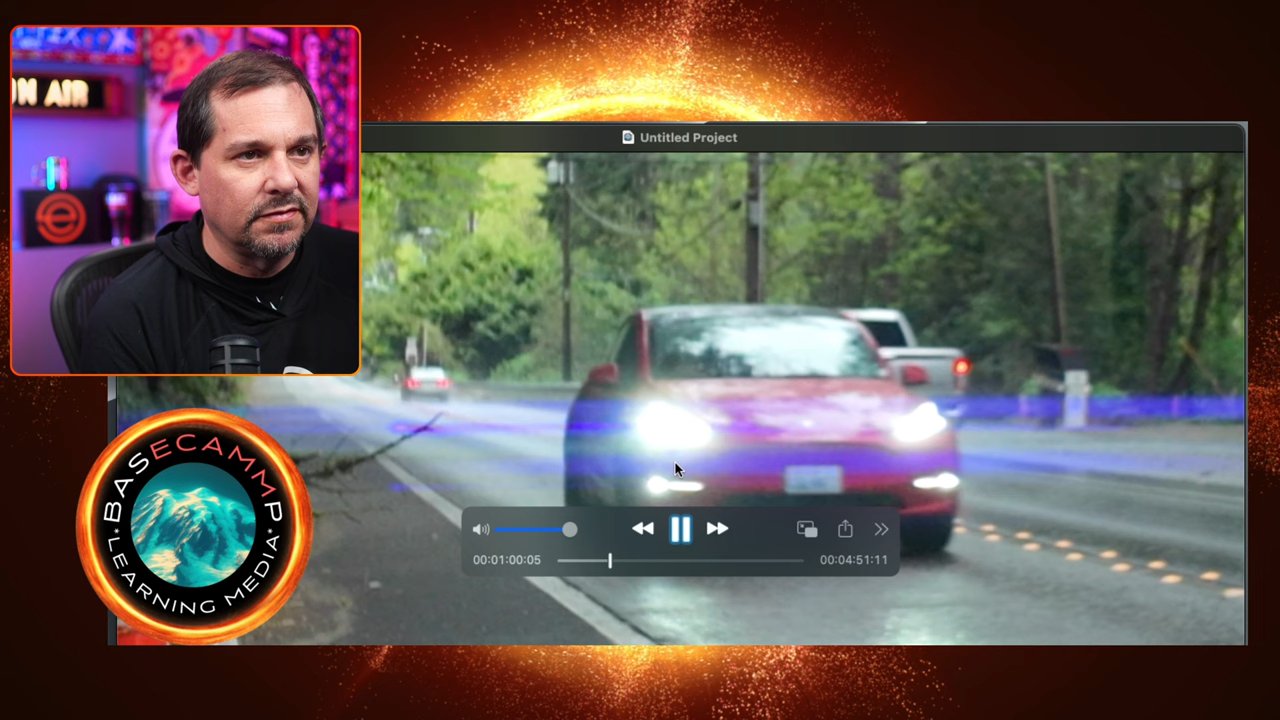 ON AIR
Untitled Project
BASECAMMP
LEARNING MEDIA
00:01:00:05
00:04:51:11